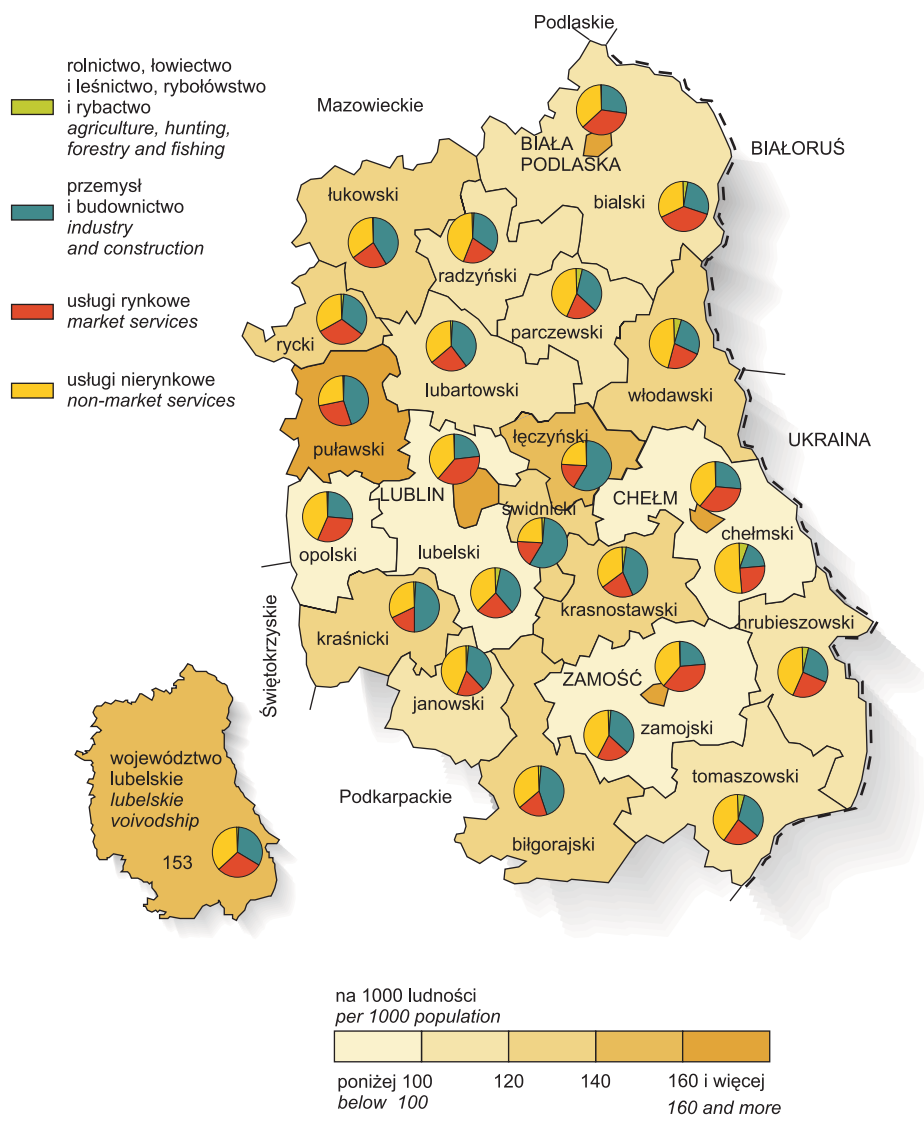 Podlaskie
rolnictwo, łowiectwo
i leśnictwo, rybołówstwo
i rybactwo
agriculture, hunting,
forestry and fishing
przemysł
i budownictwo
industry
and construction
usługi rynkowe
market services
usługi nierynkowe
non-market services
Mazowieckie
BIAŁA
PODLASKA
BIAŁORUŚ
łukowski
bialski
radzyński
parczewski
rycki
lubartowski
włodawski
puławski
łęczyński
UKRAINA
LUBLIN
świdnicki
CHEŁM
chełmski
opolski
lubelski
krasnostawski
hrubieszowski
kraśnicki
Świętokrzyskie
janowski
ZAMOŚĆ
zamojski
tomaszowski
Podkarpackie
biłgorajski
województwo
lubelskie
lubelskie
voivodship
153
na 1000 ludności
per 1000 population
poniżej 100 120 140 160 i więcej
below 100 160 and more